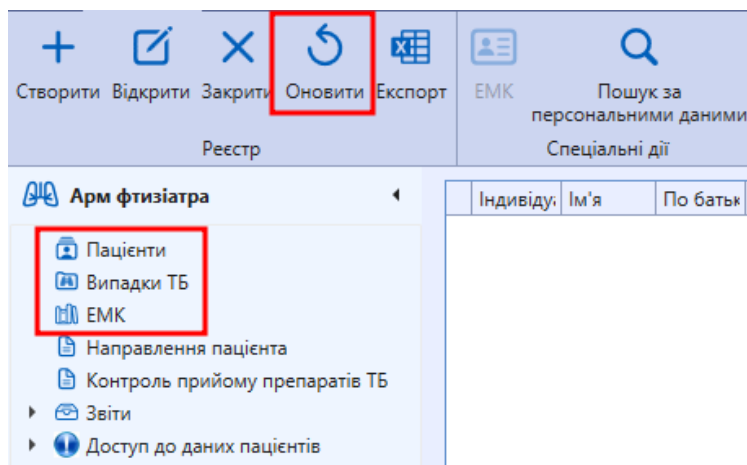 Створити Відкрити Закрити Оновити Експорт ЕМК Пошук за
персональними даними
Реєстр Спеціальні дії
Арм фтизіатра
Індивіду Ім'я По батьк
Пацієнти
Випадки ТБ
ЕМК
Направлення пацієнта
Контроль прийому препаратів ТБ
Звіти
Доступ до даних пацієнтів